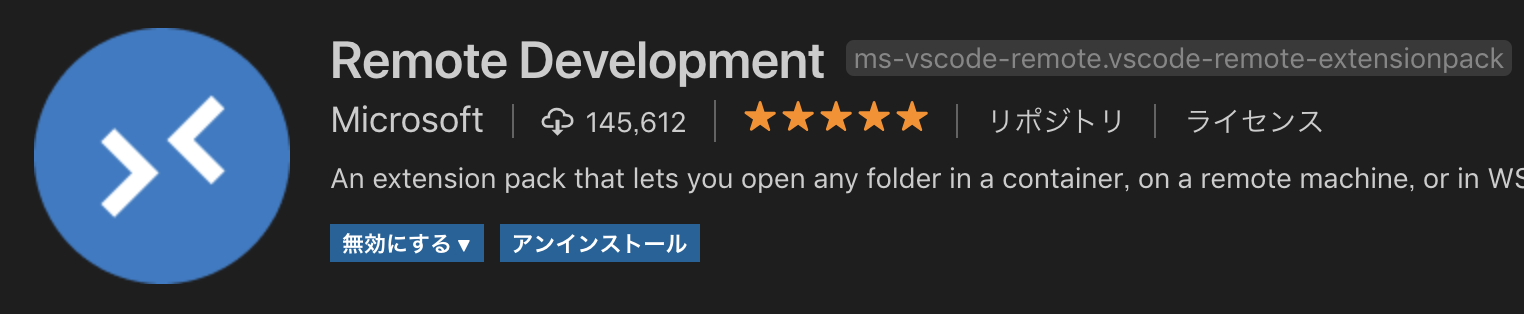 Remote Development ms-vscode-remote.vscode-remote-extensionpack
Microsoft 145,612 リポジトリ ライセンス
An extension pack that lets you open any folder in a container, on a remote machine, or in WS
無効にする▼ アンインストール